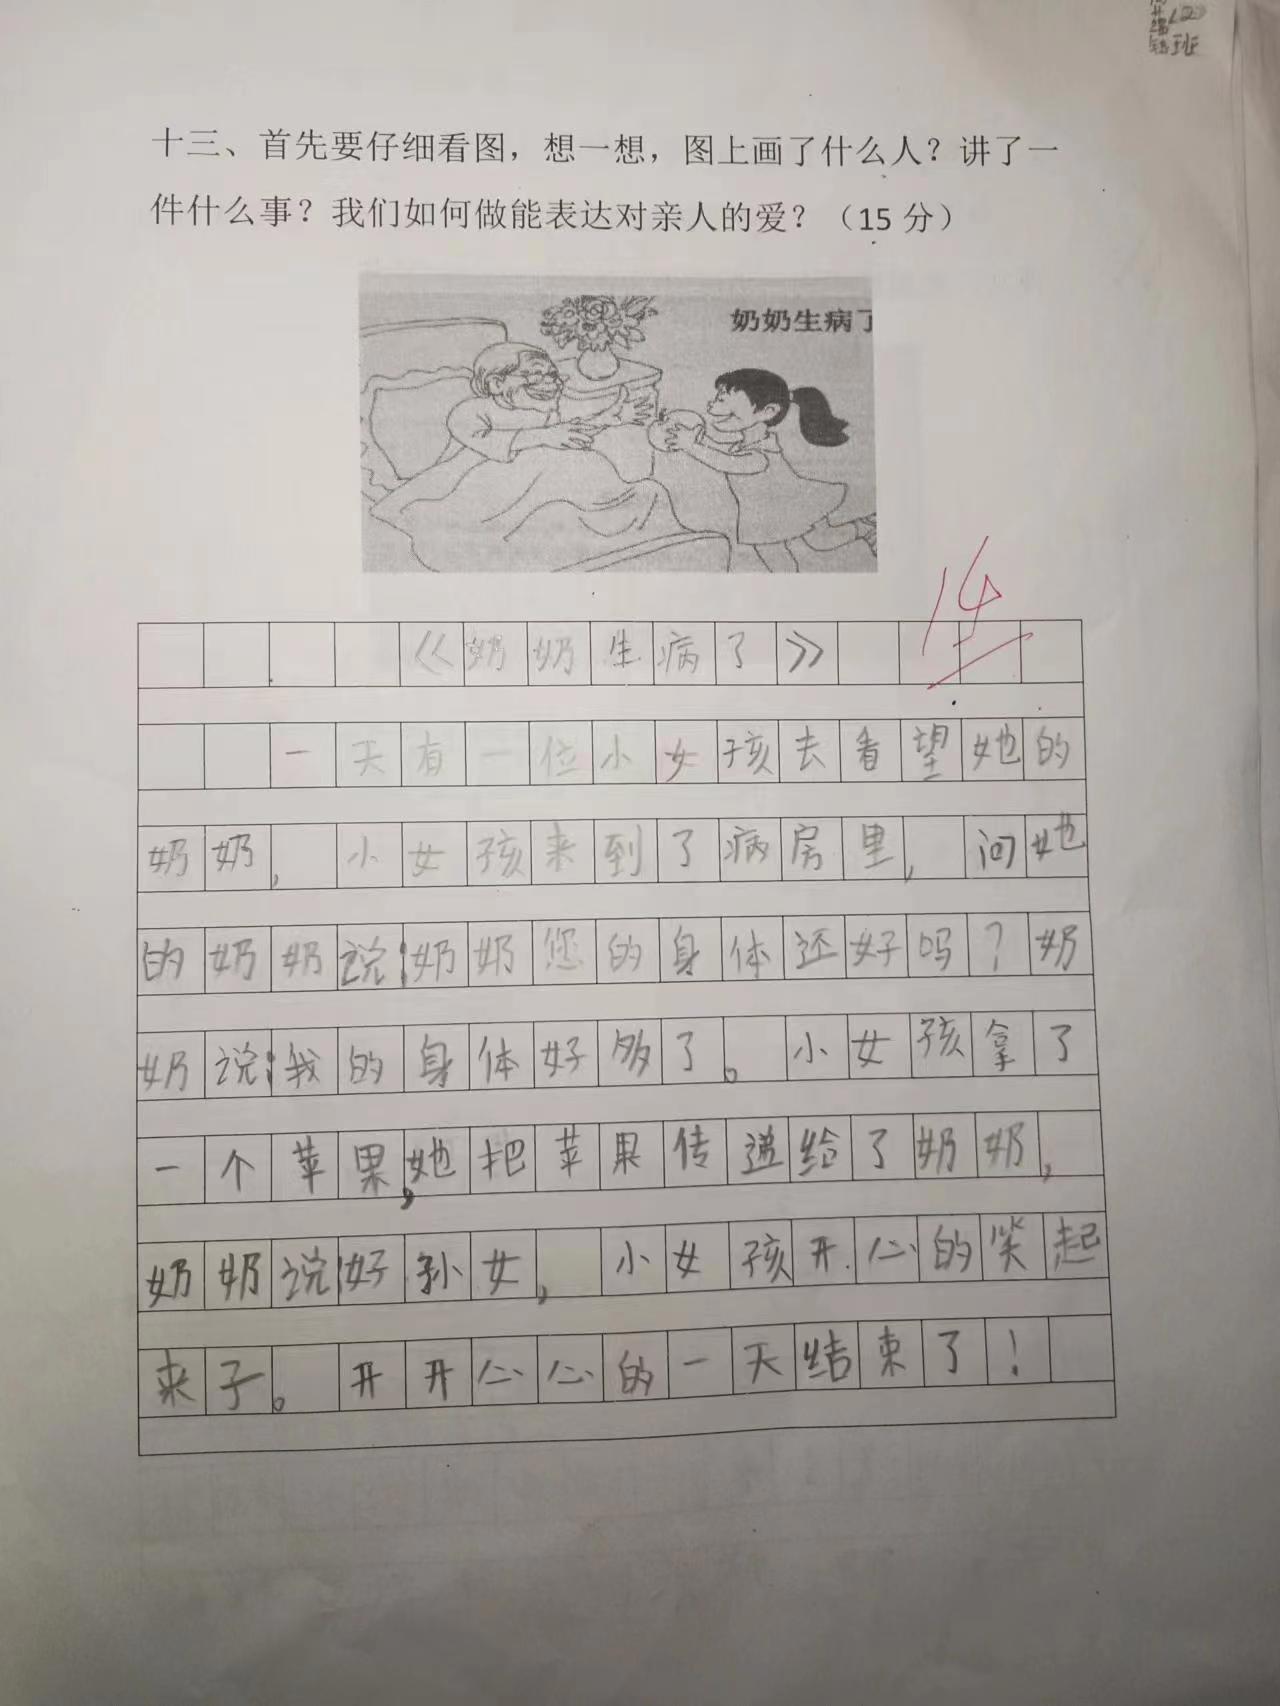 (2)
班
十三、首先要仔细看图，想一想，图上画了什么人？讲了一
件什么事？我们如何做能表达对亲人的爱？（15 分）
奶奶生病了
14
《奶奶生病了》
一天有一位小女孩去看望她的
奶奶，小女孩来到了病房里，问她
的奶奶说:奶奶您的身体还好吗？奶
奶说:我的身体好多了。小女孩拿了
一个苹果,她把苹果传递给了奶奶，
奶奶说:好孙女，小女孩开心的笑起
来子。开开心心的一天结束了！